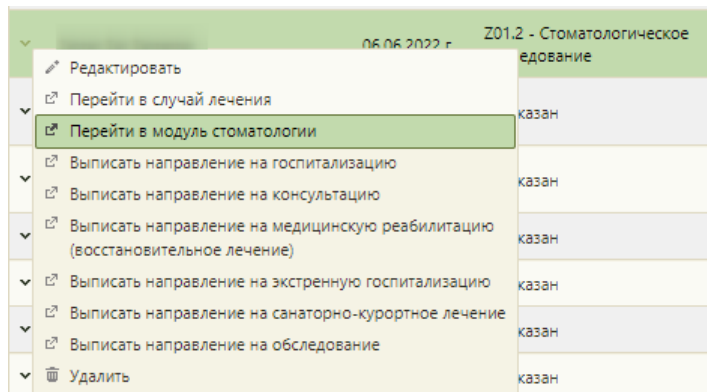 Z01.2 - Стоматологическое
06.06.2022 г
едование
Редактировать
Перейти в случай лечения
казан
Перейти в модуль стоматологии
Выписать направление на госпитализацию
казан
Выписать направление на консультацию
Выписать направление на медицинскую реабилитацию
казан
(восстановительное лечение)
Выписать направление на экстренную госпитализацию
казан
Выписать направление на санаторно-курортное лечение
казан
Выписать направление на обследование
Удалить
казан